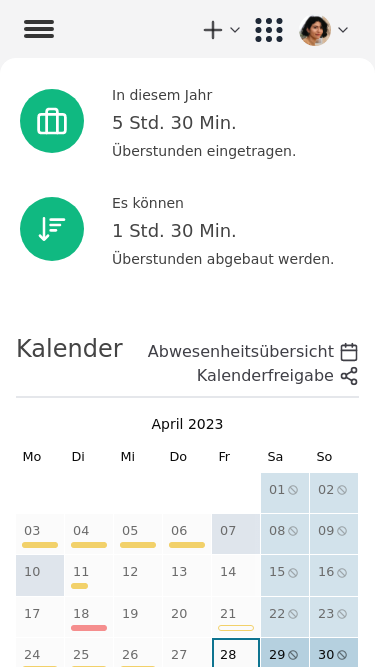 In diesem Jahr
5 Std. 30 Min.
Überstunden eingetragen.
Es können
1 Std. 30 Min.
Überstunden abgebaut werden.
Kalender
Abwesenheitsübersicht
Kalenderfreigabe
April 2023
Mo Di Mi Do Fr Sa So
01 02
03 04 05 06 07 08 09
10 11 12 13 14 15 16
17 18 19 20 21 22 23
24 25 26 27 28 29 30